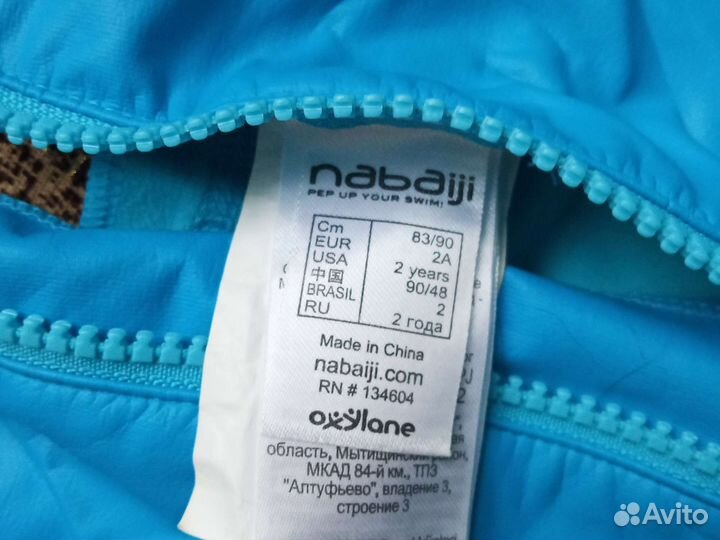 nabaiji
PEP UP YOUR SWIM!
Cm 83/90
EUR 2A
USA 2 years
中国 90/48
BRASIL 2
RU 2 года
Made in China
nabaiji.com
RN # 134604
oxylane
область, Мытищинский район,
МКАД 84-й км., ТПЗ
"Алтуфьево", владение 3,
строение 3
Avito